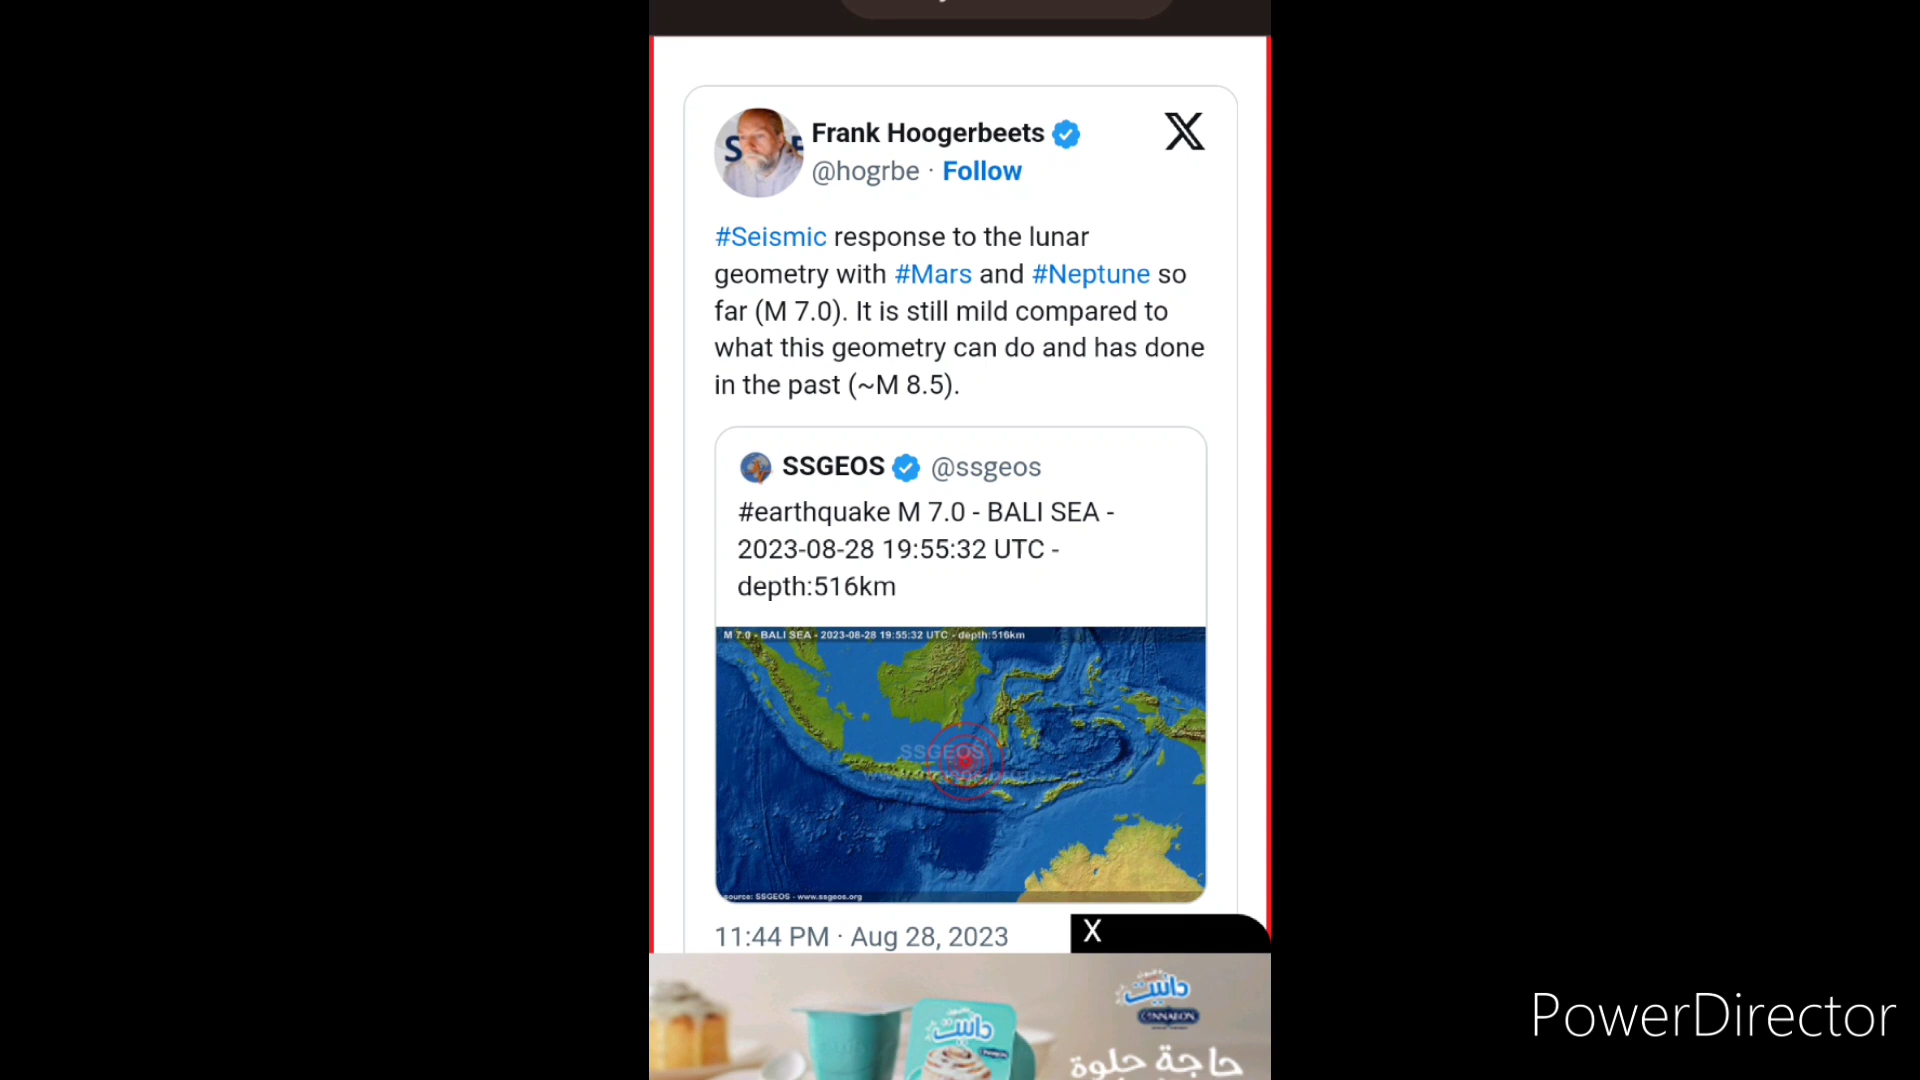 Frank Hoogerbeets
@hogrbe · Follow
#Seismic response to the lunar
geometry with #Mars and #Neptune so
far (M 7.0). It is still mild compared to
what this geometry can do and has done
in the past (~M 8.5).
SSGEOS @ssgeos
#earthquake M 7.0 - BALI SEA -
2023-08-28 19:55:32 UTC -
depth:516km
M 7.0 - BALI SEA - 2023-08-28 19:55:32 UTC - depth:516km
SSGEOS
source: SSGEOS - www.ssgeos.org
11:44 PM · Aug 28, 2023
X
دانيت
CINNABON
دانيت
حاجة حلوة
PowerDirector